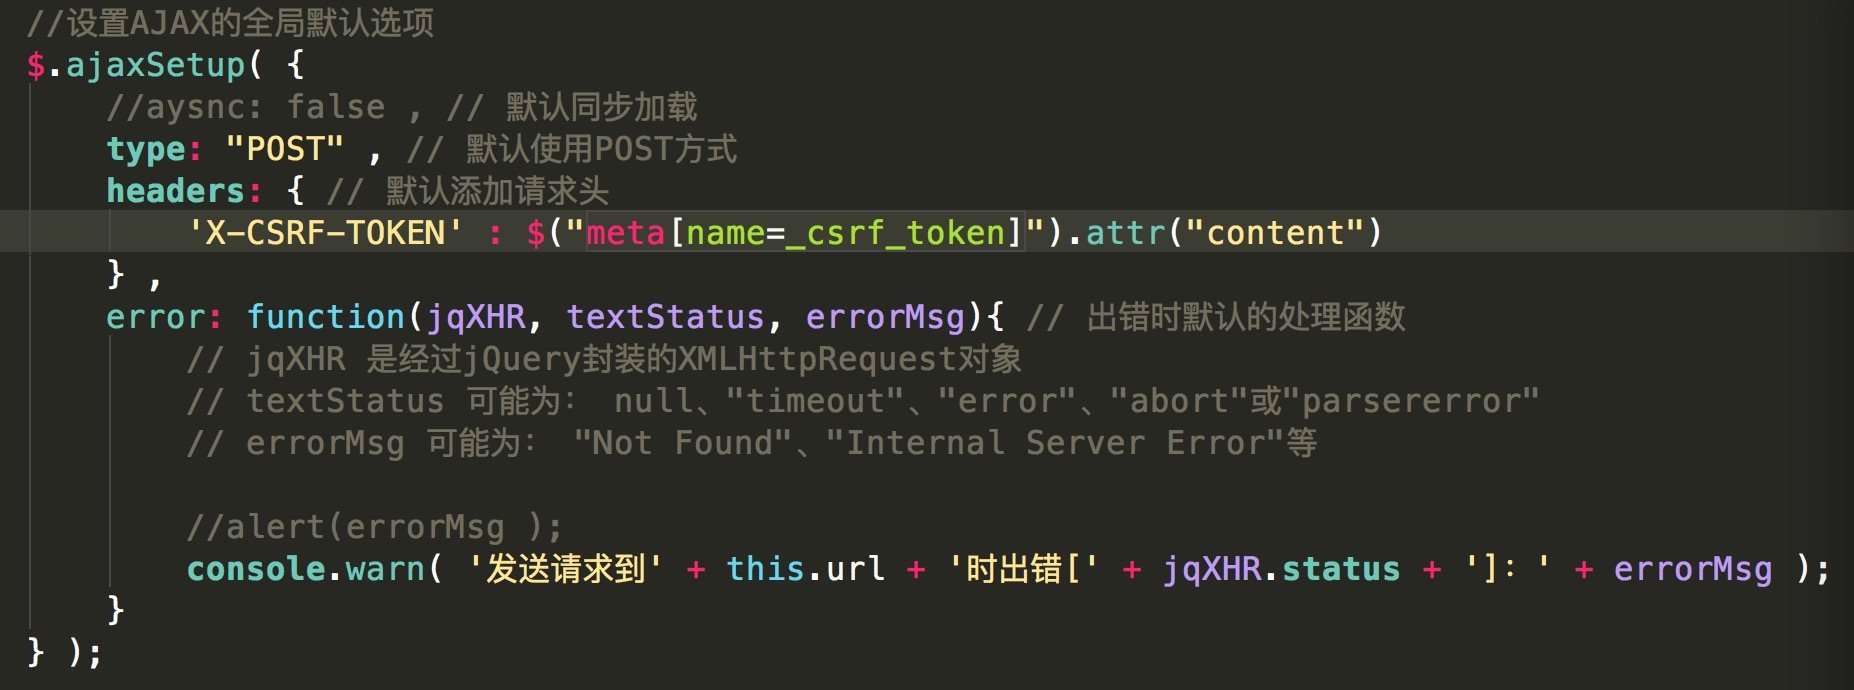 //设置AJAX的全局默认选项
$.ajaxSetup( {
//aysnc: false , // 默认同步加载
type: "POST" , // 默认使用POST方式
headers: { // 默认添加请求头
'X-CSRF-TOKEN' : $("meta[name=_csrf_token]").attr("content")
} ,
error: function(jqXHR, textStatus, errorMsg){ // 出错时默认的处理函数
// jqXHR 是经过jQuery封装的XMLHttpRequest对象
// textStatus 可能为： null、"timeout"、"error"、"abort"或"parsererror"
// errorMsg 可能为： "Not Found"、"Internal Server Error"等
//alert(errorMsg );
console.warn( '发送请求到' + this.url + '时出错[' + jqXHR.status + ']：' + errorMsg );
}
} );